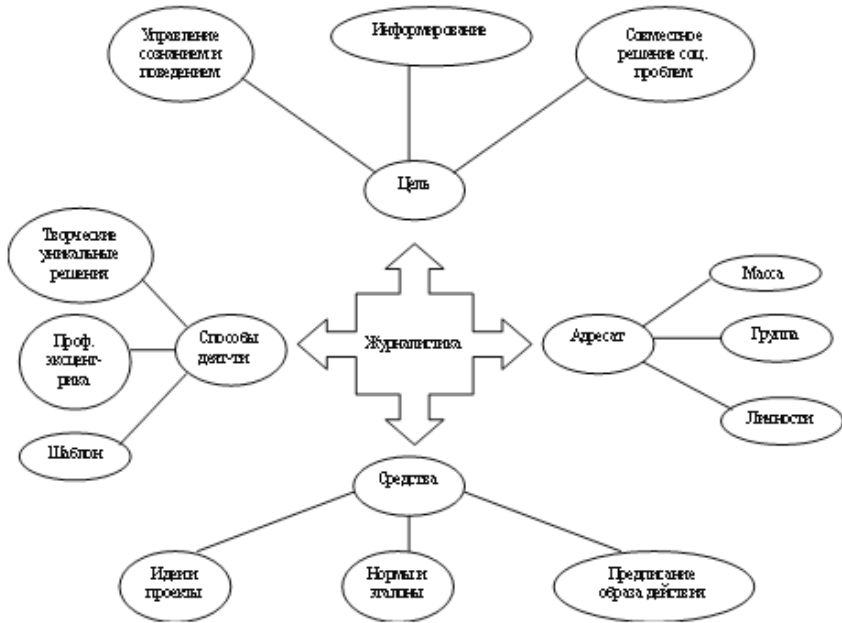 Управление
сознанием и
поведением
Информирование
Совместное
решение соц.
проблем
Цель
Творческие
уникальные
решения
Проф.
эксцент-
рика
Шаблон
Способы
деят-ти
Журналистика
Адресат
Масса
Группа
Личности
Средства
Идеи и
проекты
Нормы и
эталоны
Предписание
образа действия